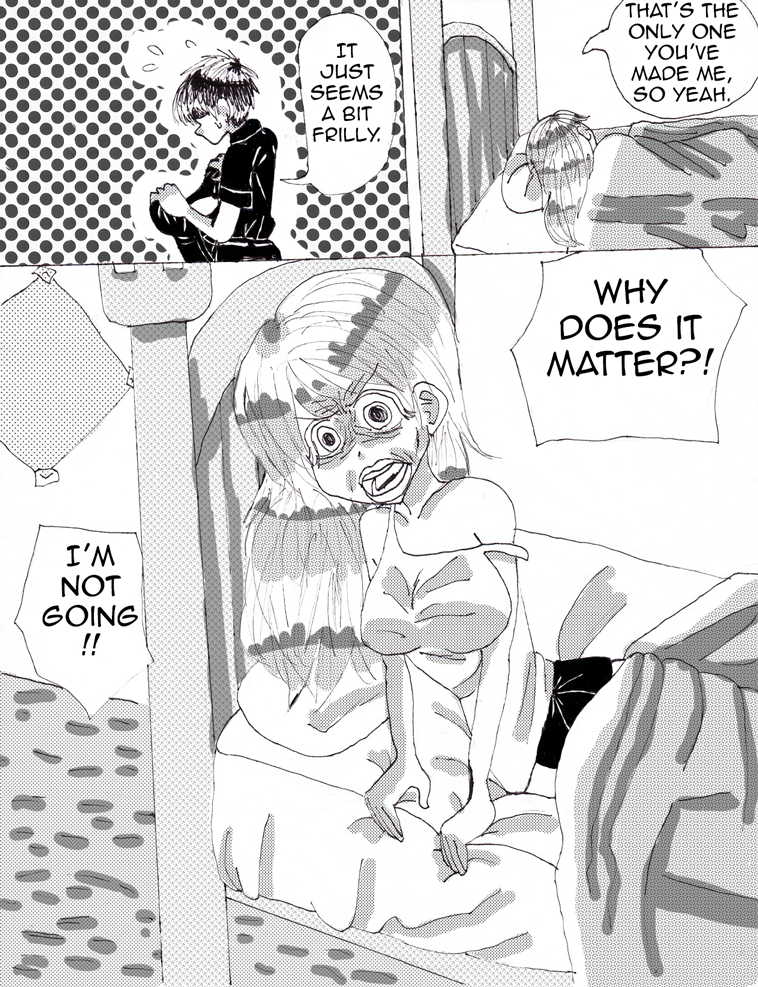 IT
JUST
SEEMS
A BIT
FRILLY.
THAT'S THE
ONLY ONE
YOU'VE
MADE ME,
SO YEAH.
WHY
DOES IT
MATTER?!
I'M
NOT
GOING
!!